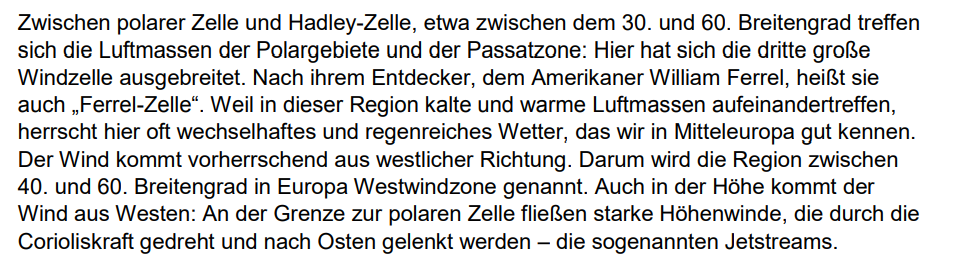 Zwischen polarer Zelle und Hadley-Zelle, etwa zwischen dem 30. und 60. Breitengrad treffen
sich die Luftmassen der Polargebiete und der Passatzone: Hier hat sich die dritte große
Windzelle ausgebreitet. Nach ihrem Entdecker, dem Amerikaner William Ferrel, heißt sie
auch „Ferrel-Zelle“. Weil in dieser Region kalte und warme Luftmassen aufeinandertreffen,
herrscht hier oft wechselhaftes und regenreiches Wetter, das wir in Mitteleuropa gut kennen.
Der Wind kommt vorherrschend aus westlicher Richtung. Darum wird die Region zwischen
40. und 60. Breitengrad in Europa Westwindzone genannt. Auch in der Höhe kommt der
Wind aus Westen: An der Grenze zur polaren Zelle fließen starke Höhenwinde, die durch die
Corioliskraft gedreht und nach Osten gelenkt werden – die sogenannten Jetstreams.